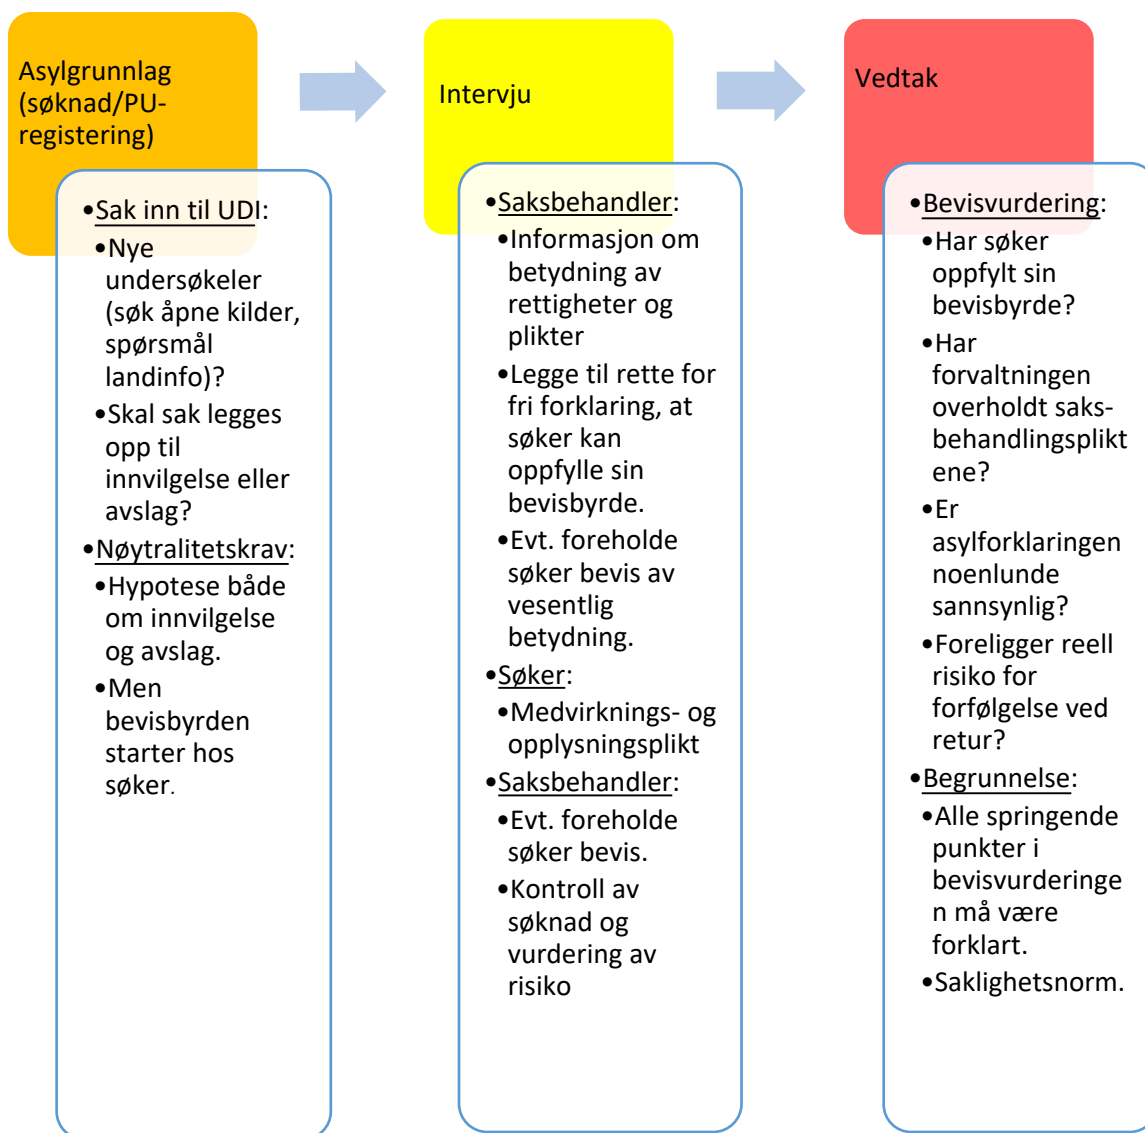 Asylgrunnlag
(søknad/PU-
registering)
•Sak inn til UDI:
•Nye
undersøkeler
(søk åpne kilder,
spørsmål
landinfo)?
•Skal sak legges
opp til
innvilgelse eller
avslag?
•Nøytralitetskrav:
•Hypotese både
om innvilgelse
og avslag.
•Men
bevisbyrden
starter hos
søker.
Intervju
•Saksbehandler:
•Informasjon om
betydning av
rettigheter og
plikter
•Legge til rette for
fri forklaring, at
søker kan
oppfylle sin
bevisbyrde.
•Evt. foreholde
søker bevis av
vesentlig
betydning.
•Søker:
•Medvirknings- og
opplysningsplikt
•Saksbehandler:
•Evt. foreholde
søker bevis.
•Kontroll av
søknad og
vurdering av
risiko
Vedtak
•Bevisvurdering:
•Har søker
oppfylt sin
bevisbyrde?
•Har
forvaltningen
overholdt saks-
behandlingsplikt
ene?
•Er
asylforklaringen
noenlunde
sannsynlig?
•Foreligger reell
risiko for
forfølgelse ved
retur?
•Begrunnelse:
•Alle springende
punkter i
bevisvurderinge
n må være
forklart.
•Saklighetsnorm.